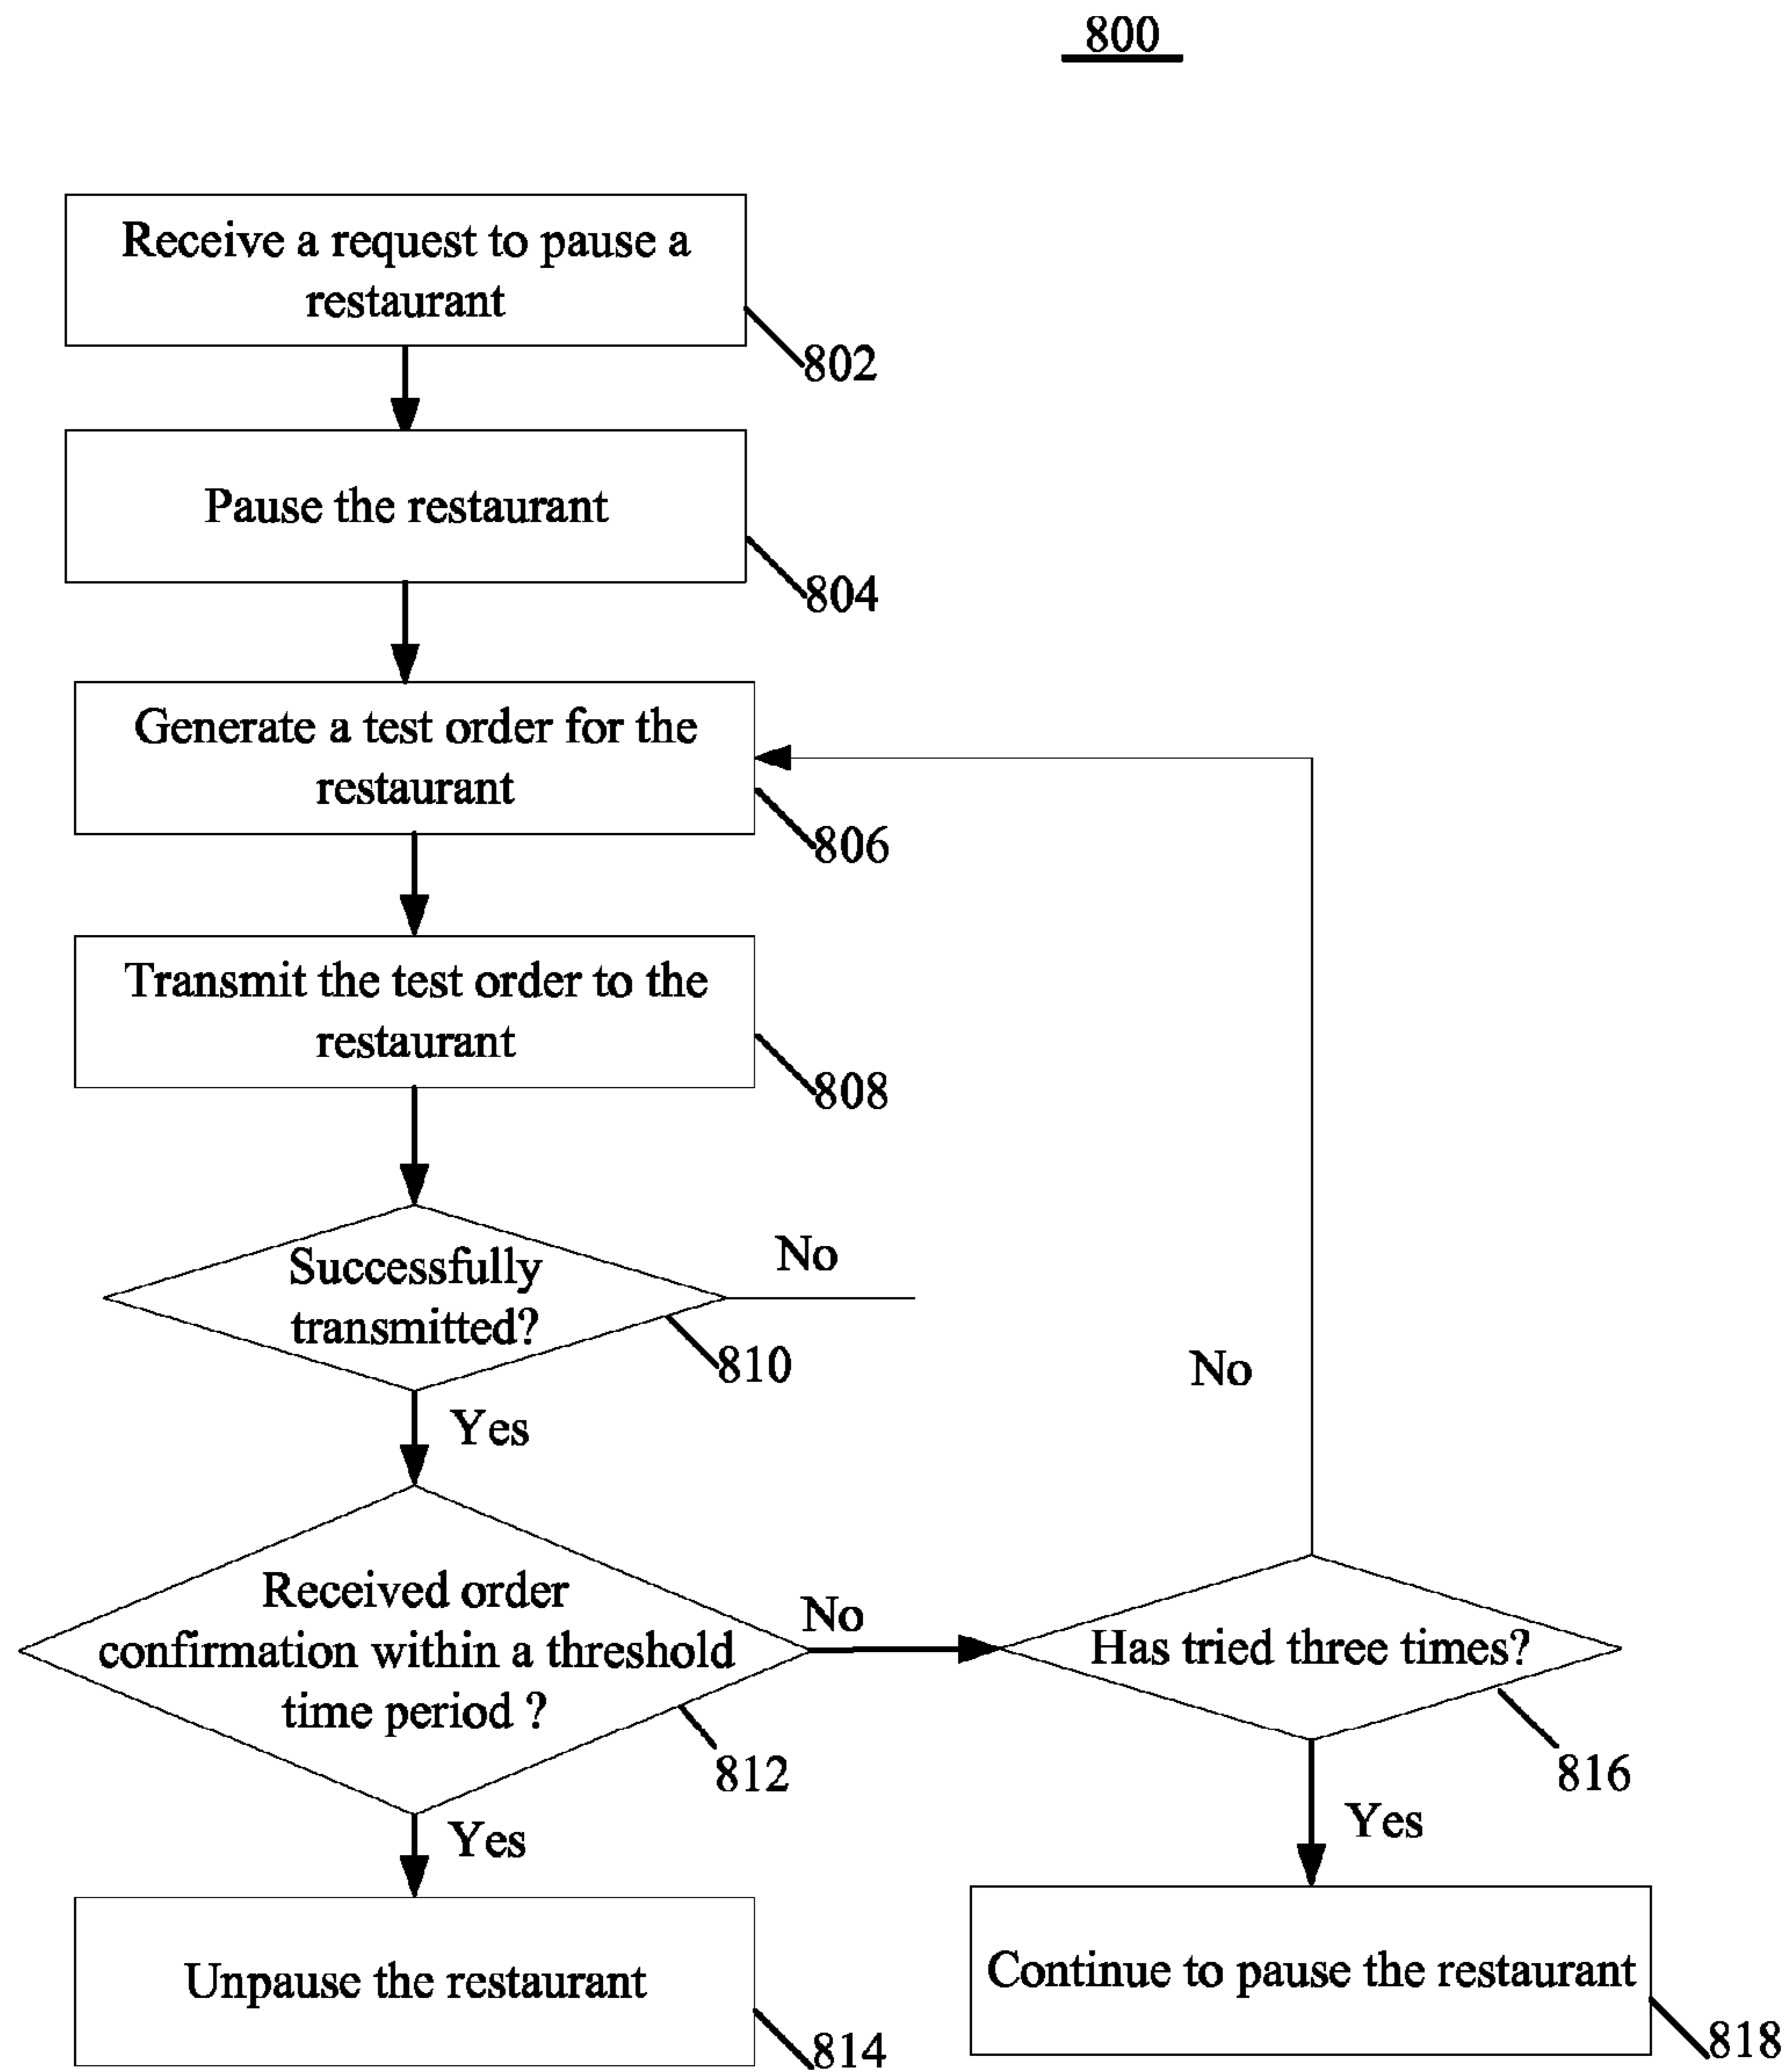 800
Receive a request to pause a
restaurant
802
Pause the restaurant
804
Generate a test order for the
restaurant
806
Transmit the test order to the
restaurant
808
Successfully
transmitted?
No
810
Yes
No
Received order
confirmation within a threshold
time period ?
No
812
Has tried three times?
816
Yes
Yes
Unpause the restaurant
814
Continue to pause the restaurant
818